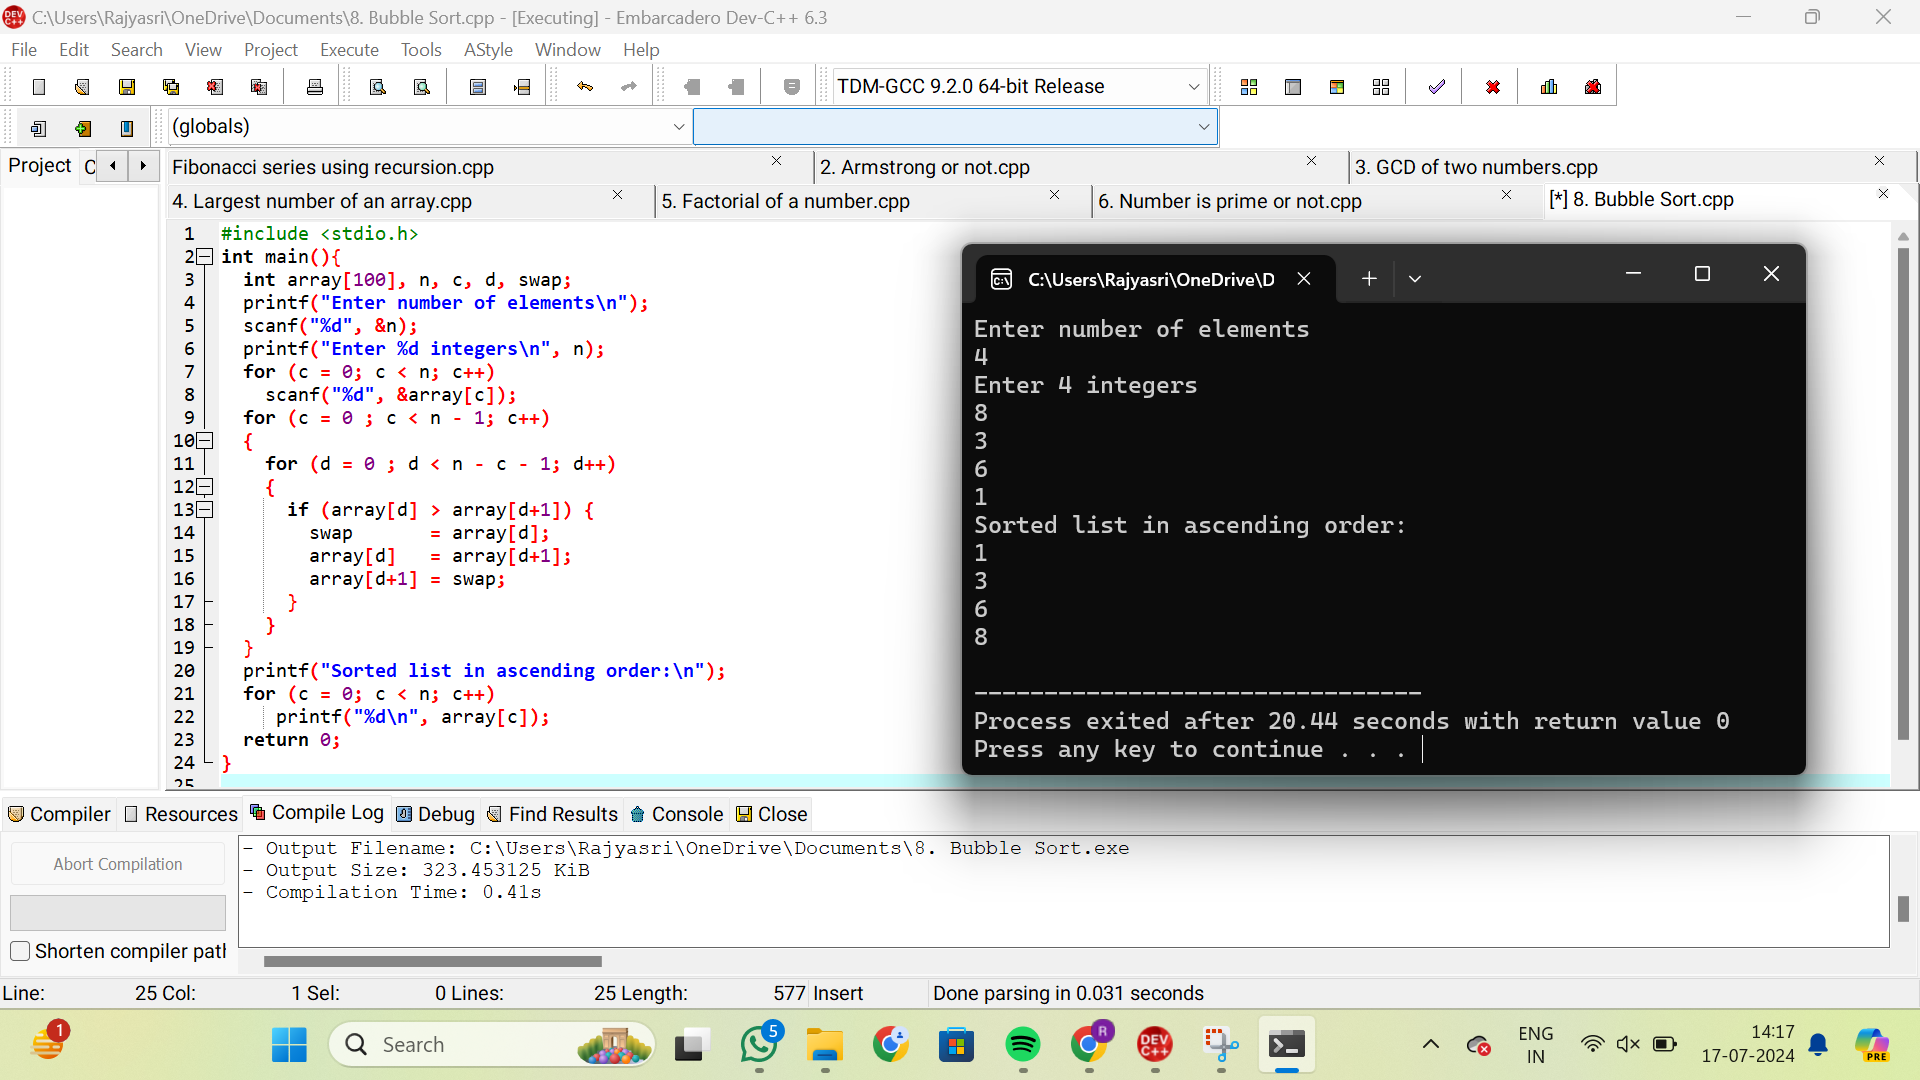 C:\Users\Rajyasri\OneDrive\Documents\8. Bubble Sort.cpp - [Executing] - Embarcadero Dev-C++ 6.3
File Edit Search View Project Execute Tools AStyle Window Help
TDM-GCC 9.2.0 64-bit Release
(globals)
Project C
Fibonacci series using recursion.cpp 2. Armstrong or not.cpp 3. GCD of two numbers.cpp
4. Largest number of an array.cpp 5. Factorial of a number.cpp 6. Number is prime or not.cpp [*] 8. Bubble Sort.cpp
1 #include <stdio.h>
2 int main(){
3 int array[100], n, c, d, swap;
4 printf("Enter number of elements\n");
5 scanf("%d", &n);
6 printf("Enter %d integers\n", n);
7 for (c = 0; c < n; c++)
8 scanf("%d", &array[c]);
9 for (c = 0 ; c < n - 1; c++)
10 {
11 for (d = 0 ; d < n - c - 1; d++)
12 {
13 if (array[d] > array[d+1]) {
14 swap = array[d];
15 array[d] = array[d+1];
16 array[d+1] = swap;
17 }
18 }
19 }
20 printf("Sorted list in ascending order:\n");
21 for (c = 0; c < n; c++)
22 printf("%d\n", array[c]);
23 return 0;
24 }
25
C:\Users\Rajyasri\OneDrive\D
Enter number of elements
4
Enter 4 integers
8
3
6
1
Sorted list in ascending order:
1
3
6
8
--------------------------------
Process exited after 20.44 seconds with return value 0
Press any key to continue . . .
Compiler Resources Compile Log Debug Find Results Console Close
Abort Compilation
Shorten compiler path
- Output Filename: C:\Users\Rajyasri\OneDrive\Documents\8. Bubble Sort.exe
- Output Size: 323.453125 KiB
- Compilation Time: 0.41s
Line: 25 Col: 1 Sel: 0 Lines: 25 Length: 577 Insert Done parsing in 0.031 seconds
1
Search
5
R
DEV C++
ENG
IN
14:17
17-07-2024
PRE